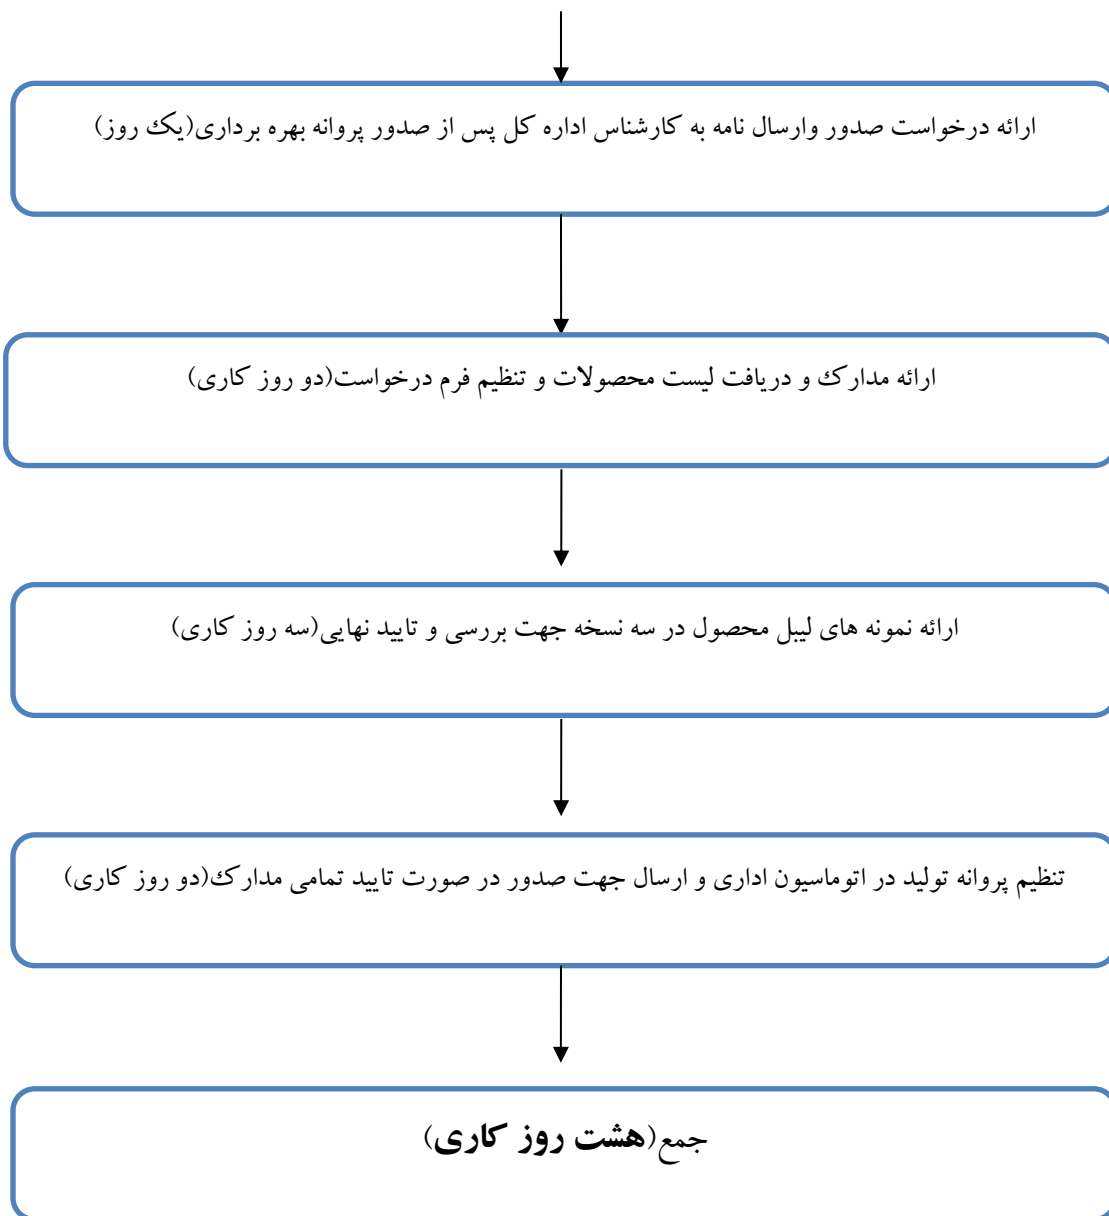 ارائه درخواست صدور وارسال نامه به کارشناس اداره کل پس از صدور پروانه بهره برداری(یک روز)
ارائه مدارک و دریافت لیست محصولات و تنظیم فرم درخواست(دو روز کاری)
ارائه نمونه های لیبل محصول در سه نسخه جهت بررسی و تایید نهایی(سه روز کاری)
تنظیم پروانه تولید در اتوماسیون اداری و ارسال جهت صدور در صورت تایید تمامی مدارک(دو روز کاری)
جمع(هشت روز کاری)